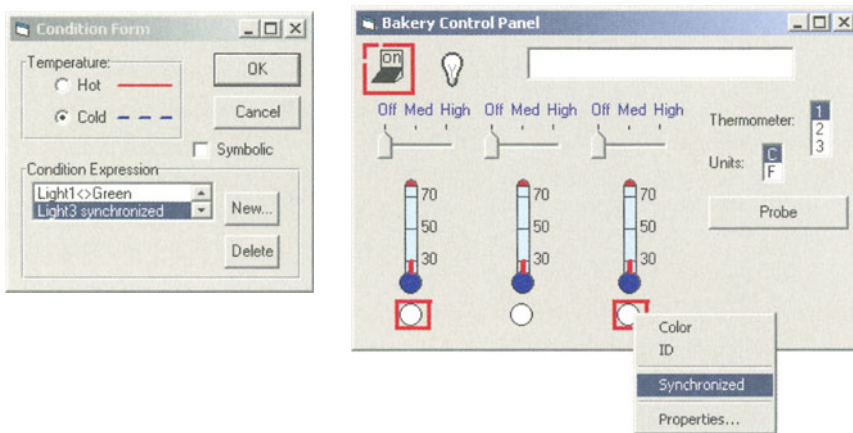 Condition Form
Temperature:
Hot
Cold
OK
Cancel
Symbolic
Condition Expression
Light1<>Green
Light3 synchronized
New...
Delete
Bakery Control Panel
on
Off Med High Off Med High Off Med High
Thermometer:
1
2
3
Units:
C
F
Probe
70 70 70
50 50 50
30 30 30
Color
ID
Synchronized
Properties...